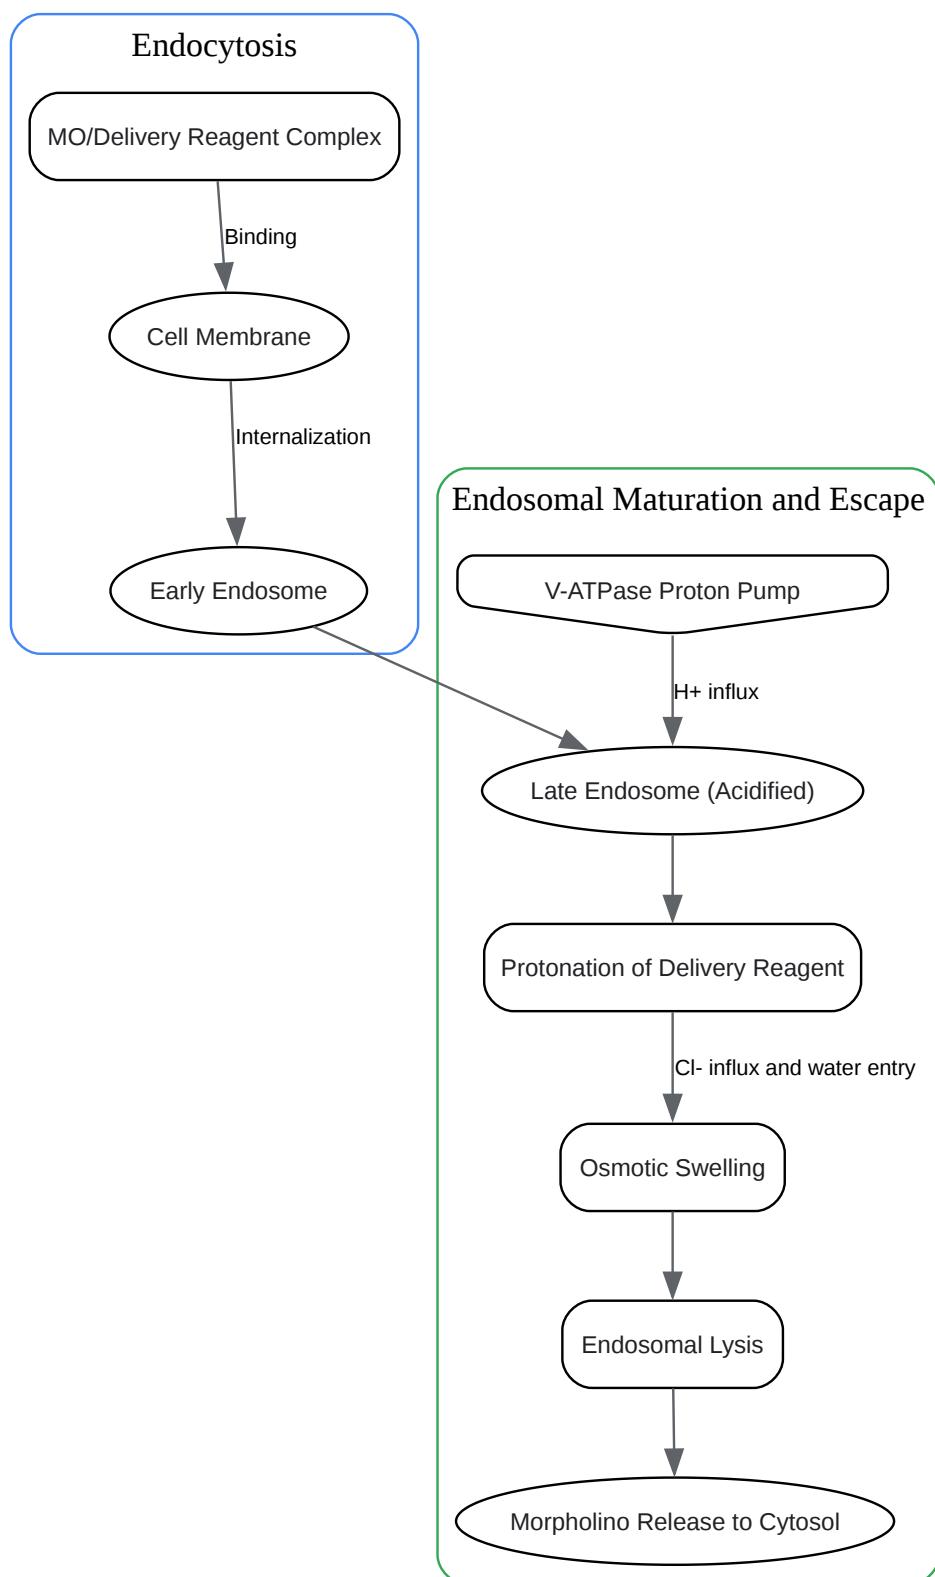 Endocytosis
MO/Delivery Reagent Complex
Binding
Cell Membrane
Internalization
Early Endosome
Endosomal Maturation and Escape
V-ATPase Proton Pump
H+ influx
Late Endosome (Acidified)
Protonation of Delivery Reagent
Cl- influx and water entry
Osmotic Swelling
Endosomal Lysis
Morpholino Release to Cytosol